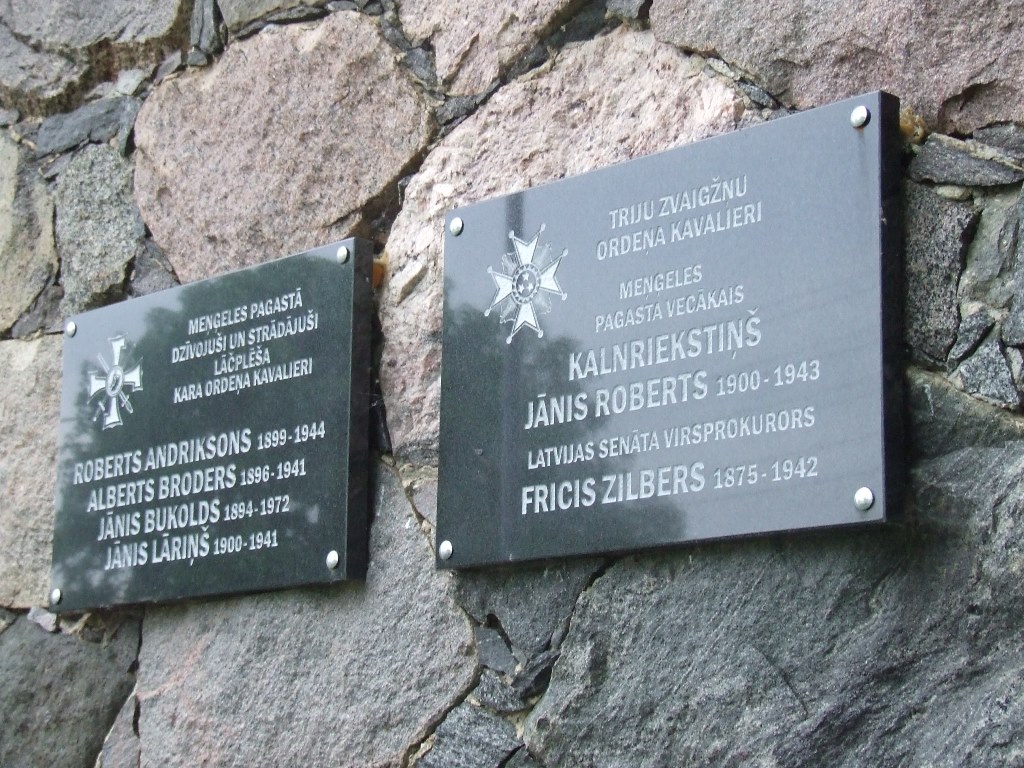 MEŅĢELES PAGASTĀ
DZĪVOJUŠI UN STRĀDĀJUŠI
LĀČPLĒŠA
KARA ORDEŅA KAVALIERI
ROBERTS ANDRIKSONS 1899-1944
ALBERTS BRODERS 1896-1941
JĀNIS BUKOLDS 1894-1972
JĀNIS LĀRIŅŠ 1900-1941
TRIJU ZVAIGŽNU
ORDEŅA KAVALIERI
MEŅĢELES
PAGASTA VECĀKAIS
KALNRIEKSTIŅŠ
JĀNIS ROBERTS 1900-1943
LATVIJAS SENĀTA VIRSPROKURORS
FRICIS ZILBERS 1875-1942